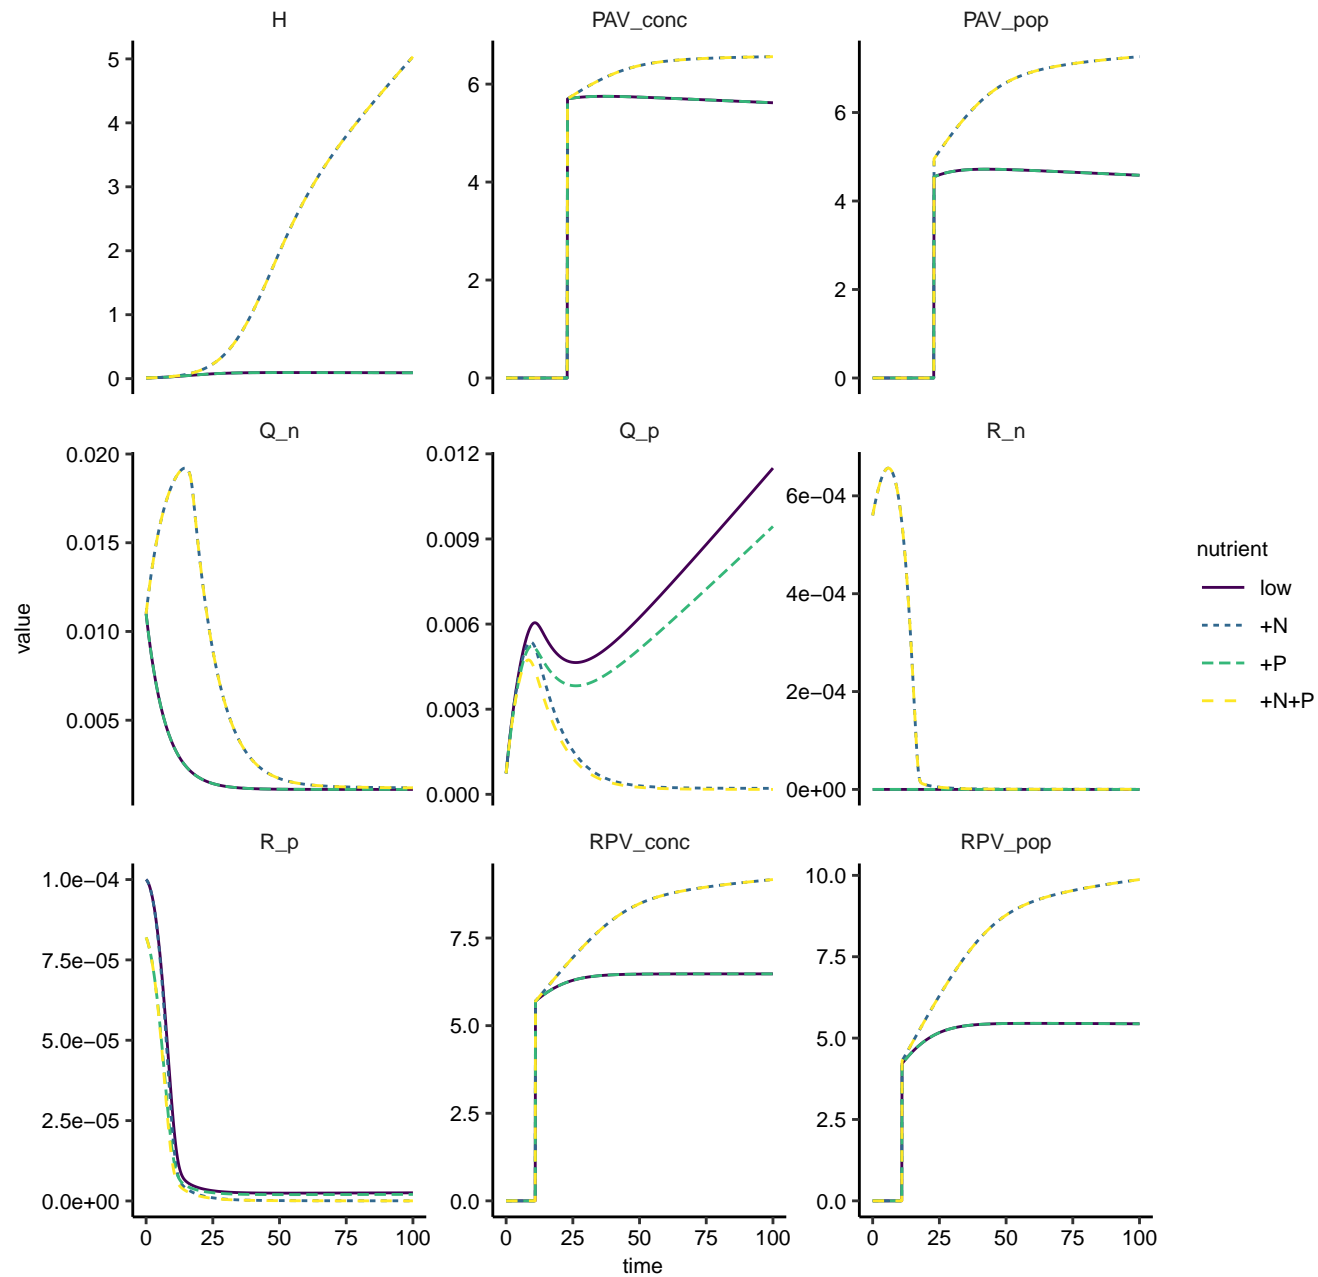 H
PAV_conc
PAV_pop
5
4
3
2
1
0
6
4
2
0
6
4
2
0
Q_n
Q_p
R_n
0.020
0.015
0.010
0.005
0.012
0.009
0.006
0.003
0.000
6e−04
4e−04
2e−04
0e+00
R_p
RPV_conc
RPV_pop
1.0e−04
7.5e−05
5.0e−05
2.5e−05
0.0e+00
7.5
5.0
2.5
0.0
10.0
7.5
5.0
2.5
0.0
0 25 50 75 100
0 25 50 75 100
0 25 50 75 100
time
value
nutrient
low
+N
+P
+N+P